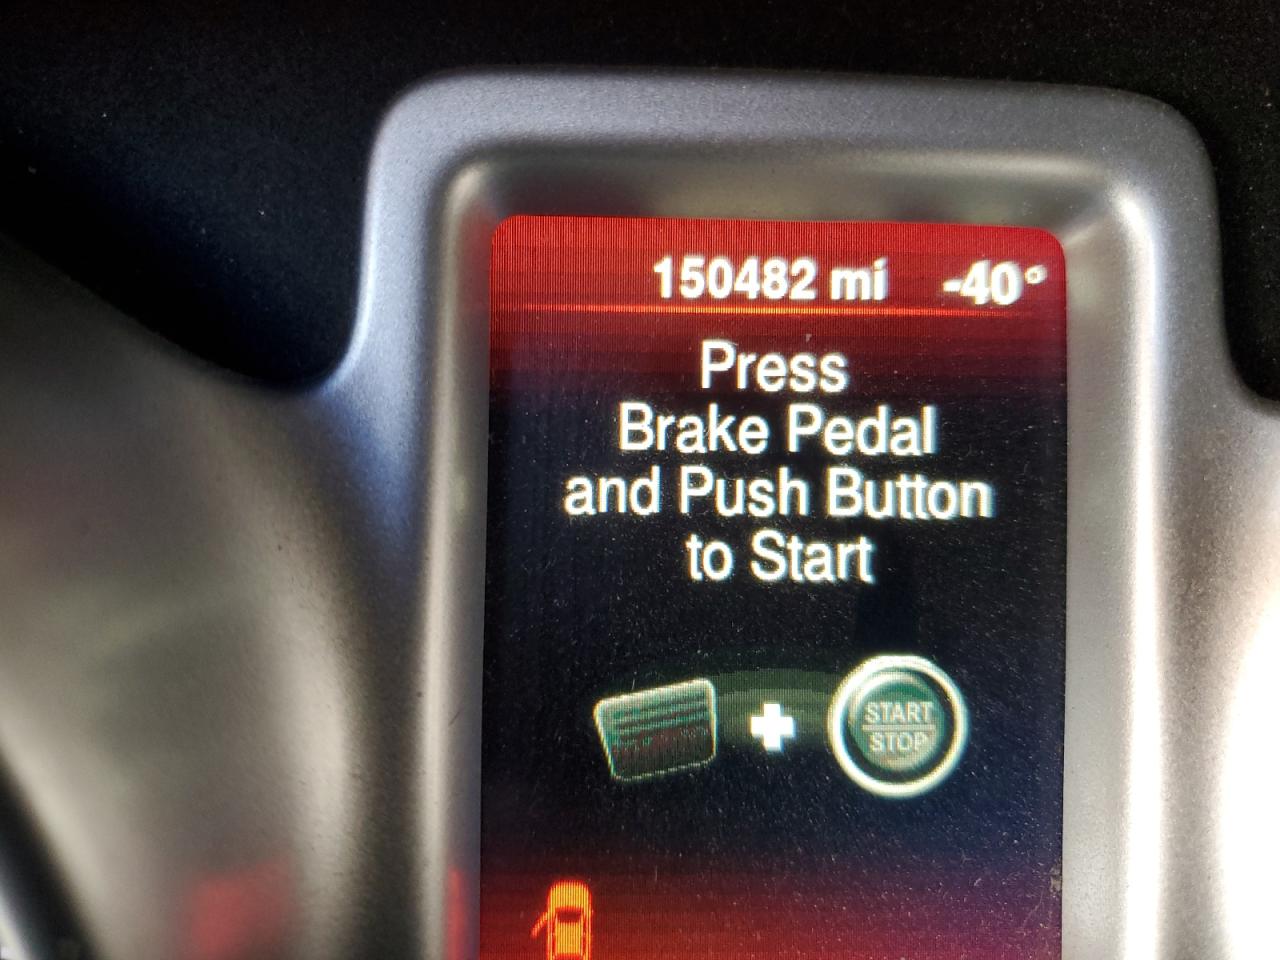 150482 mi -40°
Press
Brake Pedal
and Push Button
to Start
START
STOP